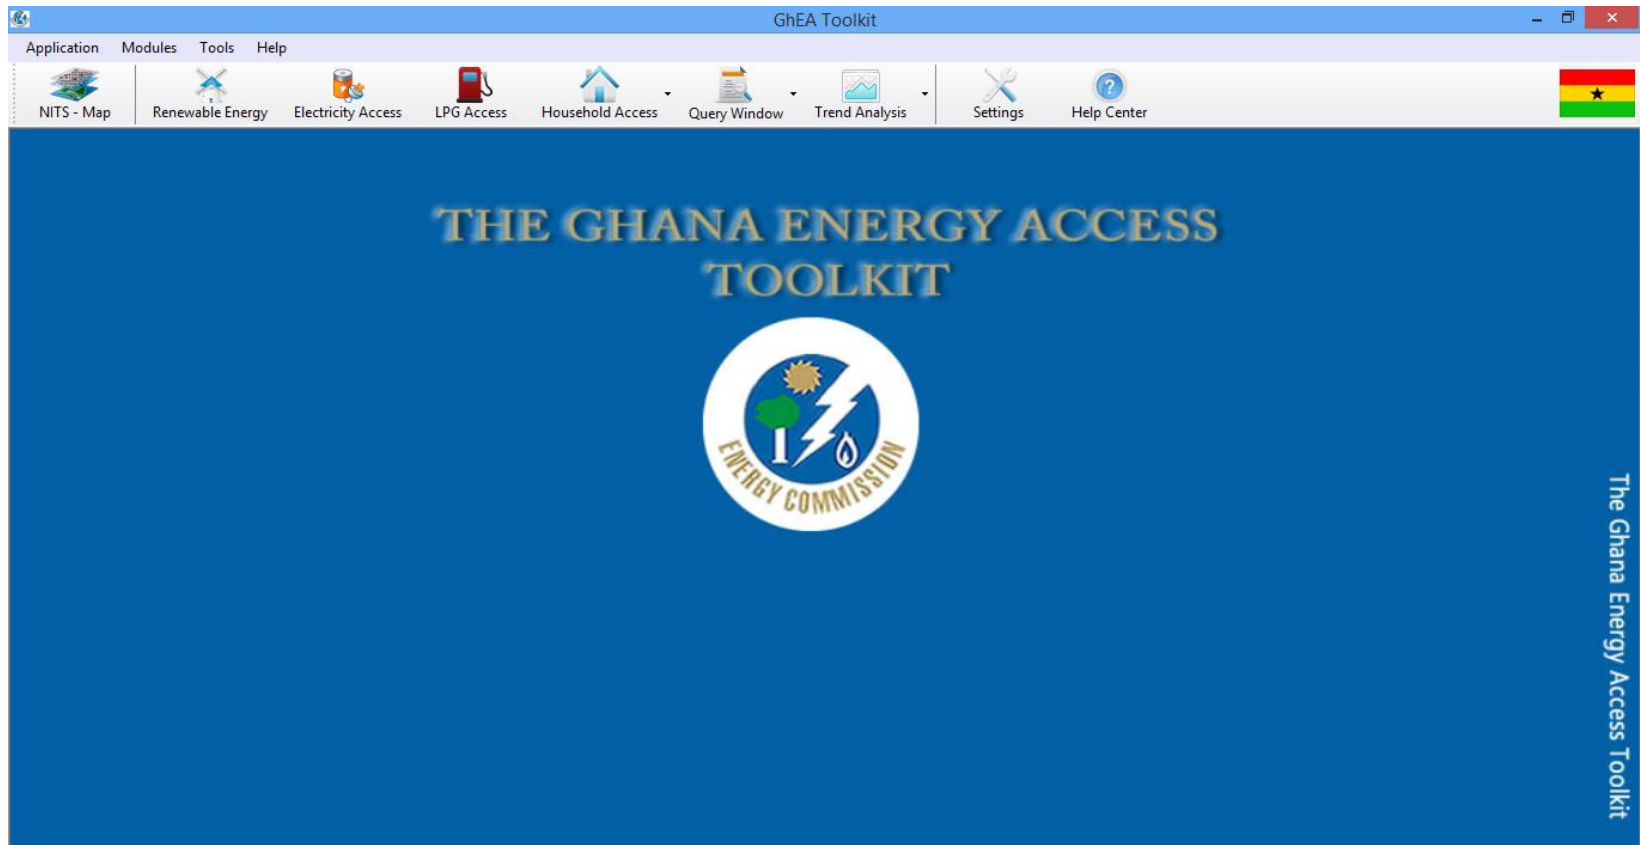 GhEA Toolkit
Application Modules Tools Help
NITS - Map Renewable Energy Electricity Access LPG Access Household Access Query Window Trend Analysis Settings Help Center
THE GHANA ENERGY ACCESS
TOOLKIT
ENERGY COMMISSION
The Ghana Energy Access Toolkit